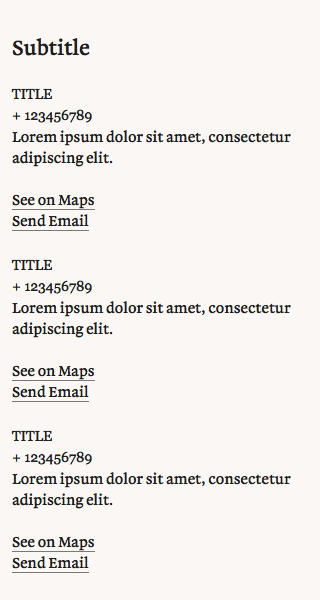 Subtitle
TITLE
+ 123456789
Lorem ipsum dolor sit amet, consectetur
adipiscing elit.
See on Maps
Send Email
TITLE
+ 123456789
Lorem ipsum dolor sit amet, consectetur
adipiscing elit.
See on Maps
Send Email
TITLE
+ 123456789
Lorem ipsum dolor sit amet, consectetur
adipiscing elit.
See on Maps
Send Email